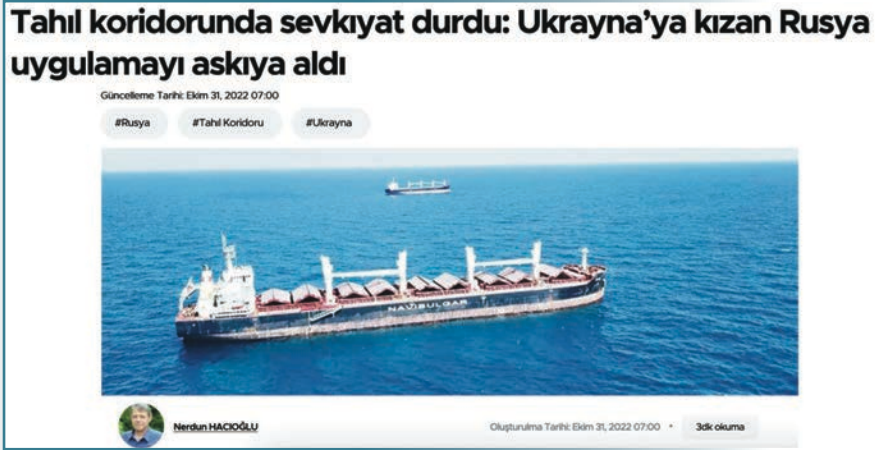 Tahıl koridorunda sevkıyat durdu: Ukrayna’ya kızan Rusya
uygulamayı askıya aldı
Güncelleme Tarihi: Ekim 31, 2022 07:00
#Rusya #Tahıl Koridoru #Ukrayna
NAVIBULGAR
Nerdun HACIOĞLU Oluşturulma Tarihi: Ekim 31, 2022 07:00 • 3dk okuma